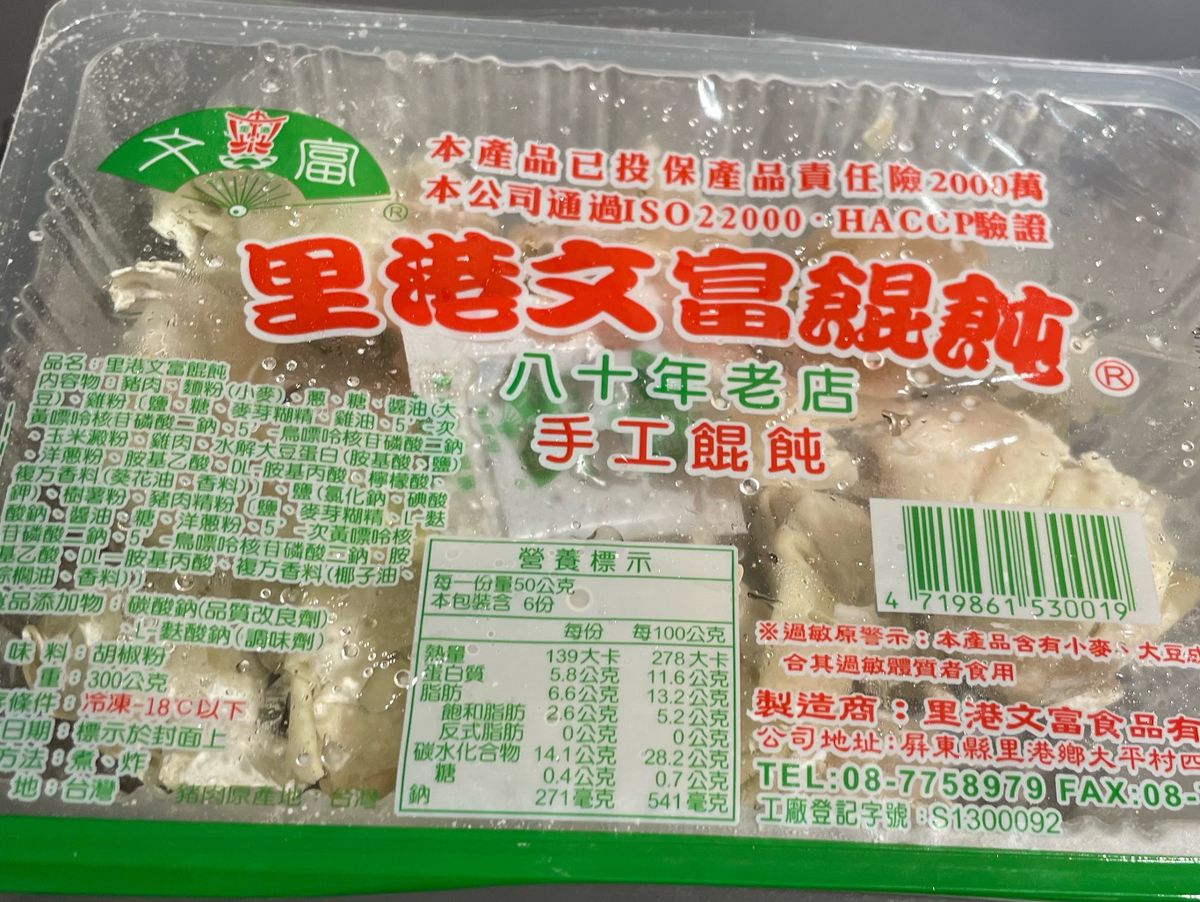 文富
®
本產品已投保產品責任險2000萬
本公司通過ISO22000·HACCP驗證
里港文富餛飩®
八十年老店
手工餛飩
品名:里港文富餛飩
內容物:豬肉、麵粉(小麥)、蔥、糖、醬油(大
豆)、雞粉〔鹽、糖、麥芽糊精、雞油、5'-次
黃嘌呤核苷磷酸二鈉、5'-鳥嘌呤核苷磷酸二鈉
、玉米澱粉、雞肉、水解大豆蛋白(胺基酸、鹽)
、洋蔥粉、胺基乙酸、DL-胺基丙酸、檸檬酸、
複方香料(葵花油、香料)〕、鹽(氯化鈉、碘酸
鉀)、樹薯粉、豬肉精粉〔鹽、麥芽糊精、L-麩
酸鈉、醬油、糖、洋蔥粉、5'-次黃嘌呤核
苷磷酸二鈉、5'-鳥嘌呤核苷磷酸二鈉、胺
基乙酸、DL-胺基丙酸、複方香料(椰子油、
棕櫚油、香料)〕
品添加物:碳酸鈉(品質改良劑)
L-麩酸鈉(調味劑)
味料:胡椒粉
重:300公克
條件:冷凍-18℃以下
日期:標示於封面上
方法:煮、炸
地:台灣 豬肉原產地:台灣
營養標示
每一份量50公克
本包裝含 6份
每份 每100公克
熱量 139大卡 278大卡
蛋白質 5.8公克 11.6公克
脂肪 6.6公克 13.2公克
飽和脂肪 2.6公克 5.2公克
反式脂肪 0公克 0公克
碳水化合物 14.1公克 28.2公克
糖 0.4公克 0.7公克
鈉 271毫克 541毫克
4 719861 530019
※過敏原警示:本產品含有小麥、大豆
合其過敏體質者食用
製造商:里港文富食品有
公司地址:屏東縣里港鄉大平村四
TEL:08-7758979 FAX:08-
工廠登記字號:S1300092